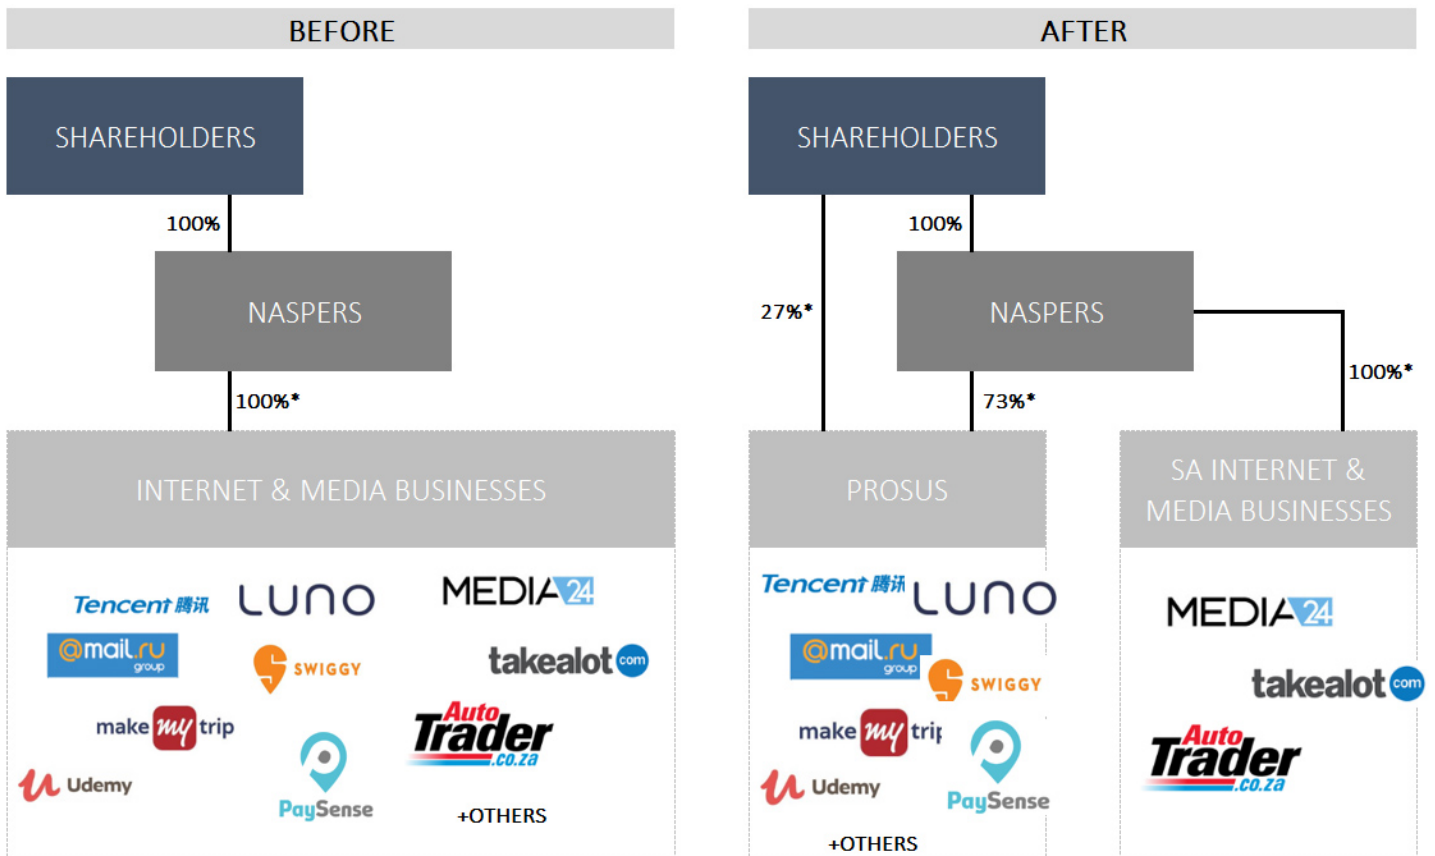 BEFORE
SHAREHOLDERS
100%
NASPERS
100%*
INTERNET & MEDIA BUSINESSES
Tencent 腾讯
LUNO
MEDIA24
@mail.ru
group
SWIGGY
takealot com
make my trip
Auto
Trader
.co.za
Udemy
PaySense
+OTHERS
AFTER
SHAREHOLDERS
100%
27%*
NASPERS
100%*
73%*
PROSUS
SA INTERNET &
MEDIA BUSINESSES
Tencent 腾讯
LUNO
@mail.ru
group
SWIGGY
make my trip
Udemy
PaySense
+OTHERS
MEDIA24
takealot com
Auto
Trader
.co.za